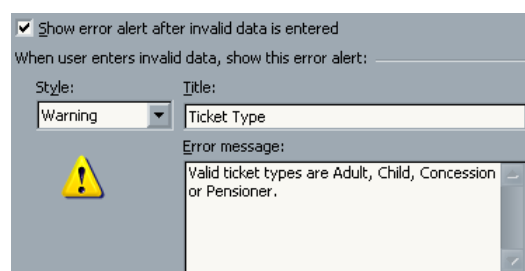 Show error alert after invalid data is entered
When user enters invalid data, show this error alert:
Style:
Title:
Warning
Ticket Type
Error message:
Valid ticket types are Adult, Child, Concession
or Pensioner.